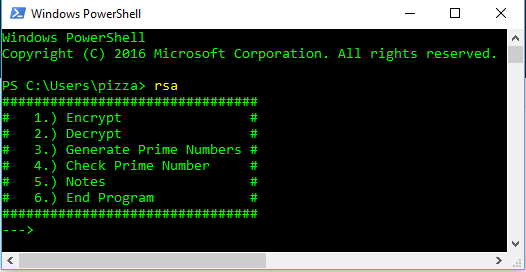 Windows PowerShell
Windows PowerShell
Copyright (C) 2016 Microsoft Corporation. All rights reserved.
PS C:\Users\pizza> rsa
################################
#   1.) Encrypt                #
#   2.) Decrypt                #
#   3.) Generate Prime Numbers #
#   4.) Check Prime Number     #
#   5.) Notes                  #
#   6.) End Program            #
################################
--->